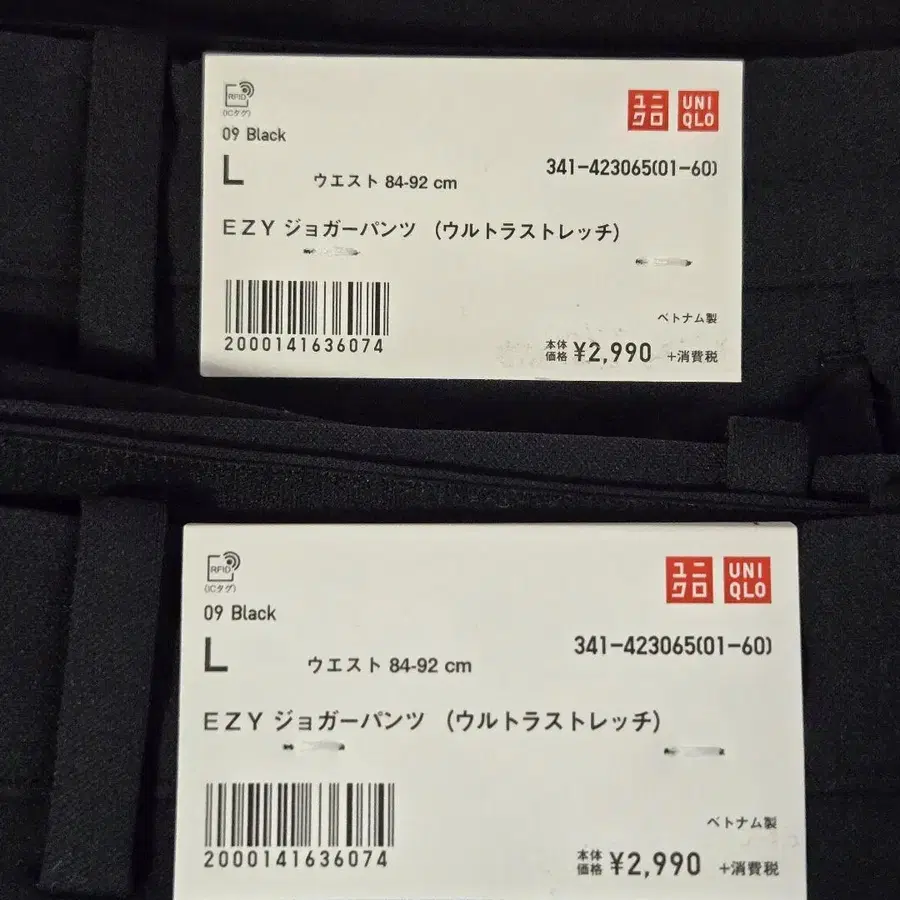 RFID
(ICタグ)
ユニクロ
UNIQLO
09 Black
L
ウエスト 84-92 cm
341-423065(01-60)
EZY ジョガーパンツ (ウルトラストレッチ)
2000141636074
ベトナム製
本体価格 ¥2,990 +消費税
RFID
(ICタグ)
ユニクロ
UNIQLO
09 Black
L
ウエスト 84-92 cm
341-423065(01-60)
EZY ジョガーパンツ (ウルトラストレッチ)
2000141636074
ベトナム製
本体価格 ¥2,990 +消費税